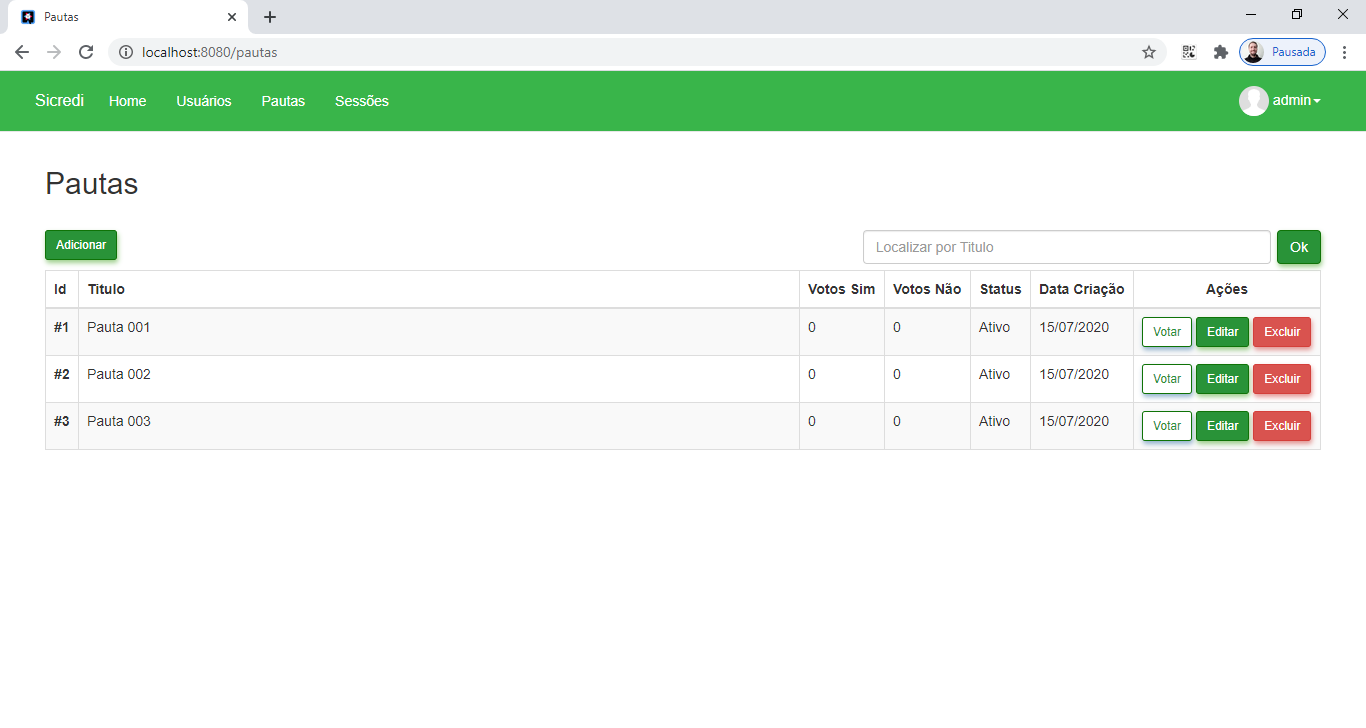 Pautas
localhost:8080/pautas
Pausada
Sicredi Home Usuários Pautas Sessões admin
Pautas
Adicionar Localizar por Titulo Ok
Id Titulo Votos Sim Votos Não Status Data Criação Ações
#1 Pauta 001 0 0 Ativo 15/07/2020 Votar Editar Excluir
#2 Pauta 002 0 0 Ativo 15/07/2020 Votar Editar Excluir
#3 Pauta 003 0 0 Ativo 15/07/2020 Votar Editar Excluir